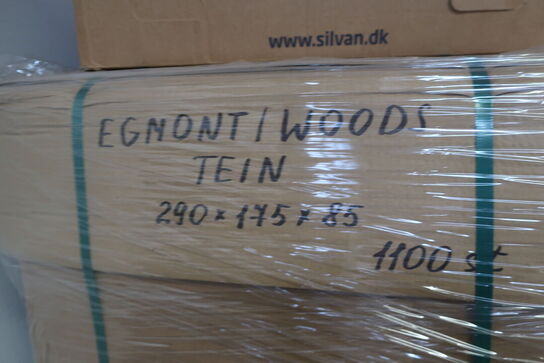 www.silvan.dk
EGMONT/WOODS
TEIN
290×175×85
1100 st